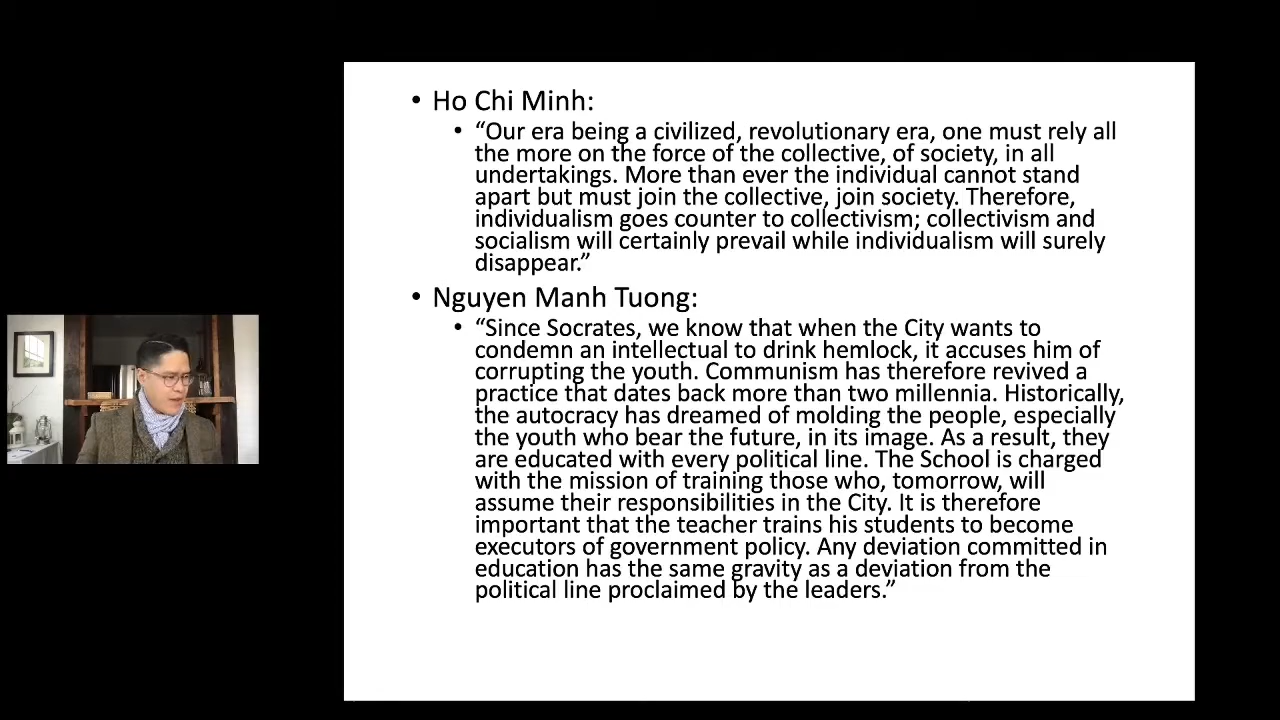 • Ho Chi Minh:
• “Our era being a civilized, revolutionary era, one must rely all
the more on the force of the collective, of society, in all
undertakings. More than ever the individual cannot stand
apart but must join the collective, join society. Therefore,
individualism goes counter to collectivism; collectivism and
socialism will certainly prevail while individualism will surely
disappear.”
• Nguyen Manh Tuong:
• “Since Socrates, we know that when the City wants to
condemn an intellectual to drink hemlock, it accuses him of
corrupting the youth. Communism has therefore revived a
practice that dates back more than two millennia. Historically,
the autocracy has dreamed of molding the people, especially
the youth who bear the future, in its image. As a result, they
are educated with every political line. The School is charged
with the mission of training those who, tomorrow, will
assume their responsibilities in the City. It is therefore
important that the teacher trains his students to become
executors of government policy. Any deviation committed in
education has the same gravity as a deviation from the
political line proclaimed by the leaders.”